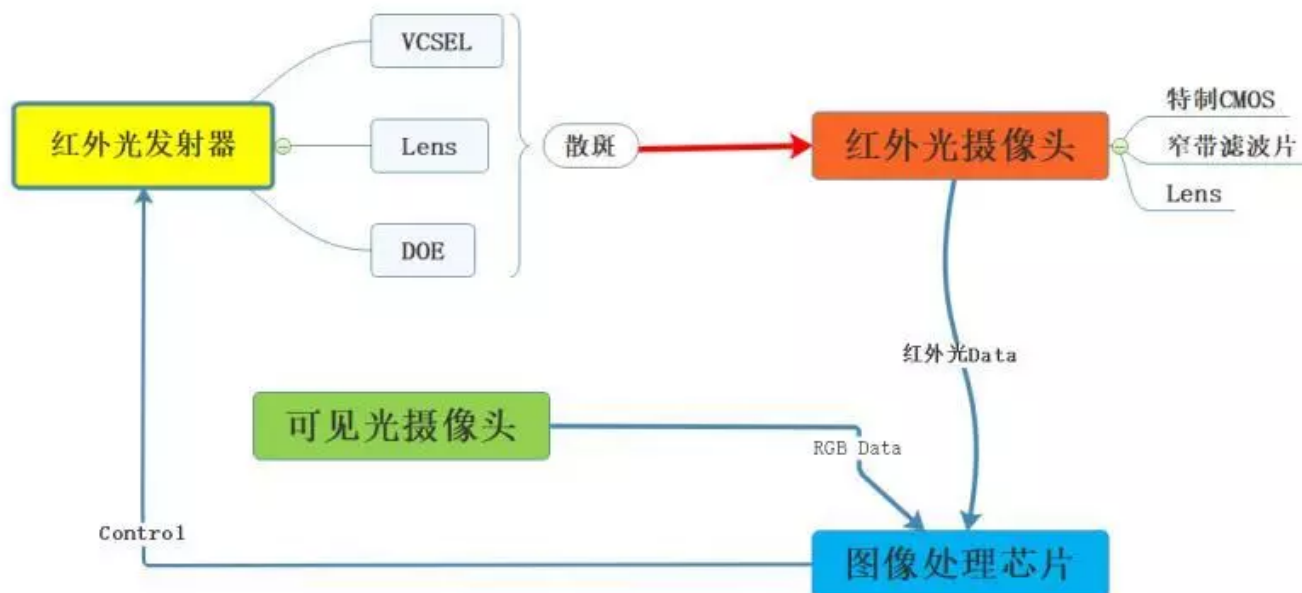 VCSEL
特制CMOS
红外光发射器
Lens
散斑
红外光摄像头
窄带滤波片
Lens
DOE
红外光Data
可见光摄像头
RGB Data
Control
图像处理芯片